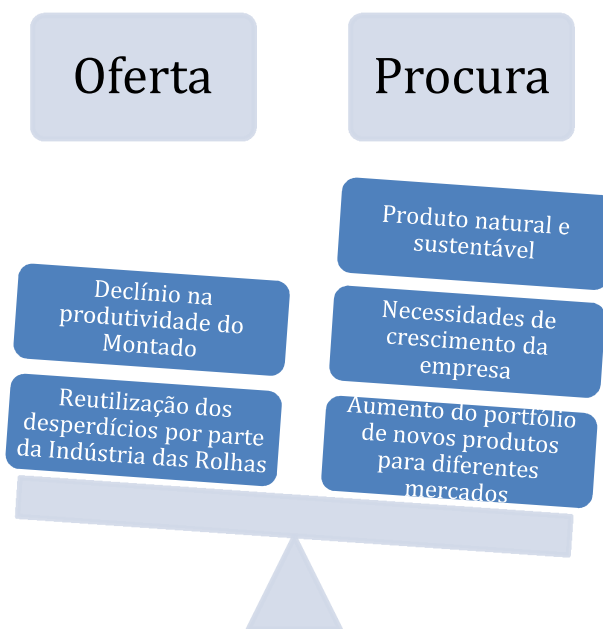 Oferta
Procura
Produto natural e
sustentável
Necessidades de
crescimento da
empresa
Aumento do portfólio
de novos produtos
para diferentes
mercados
Declínio na
produtividade do
Montado
Reutilização dos
desperdícios por parte
da Indústria das Rolhas